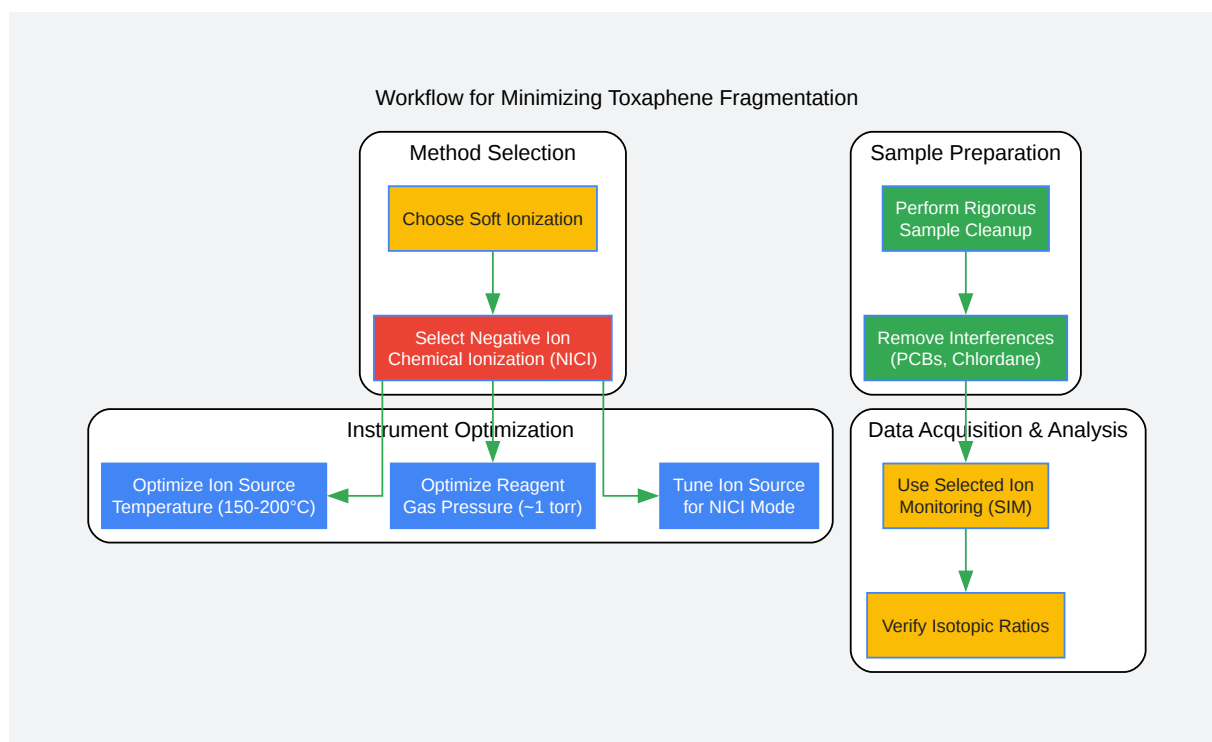 Workflow for Minimizing Toxaphene Fragmentation
Method Selection
Choose Soft Ionization
Select Negative Ion
Chemical Ionization (NICI)
Instrument Optimization
Optimize Ion Source
Temperature (150-200°C)
Optimize Reagent
Gas Pressure (~1 torr)
Tune Ion Source
for NICI Mode
Sample Preparation
Perform Rigorous
Sample Cleanup
Remove Interferences
(PCBs, Chlordane)
Data Acquisition & Analysis
Use Selected Ion
Monitoring (SIM)
Verify Isotopic Ratios